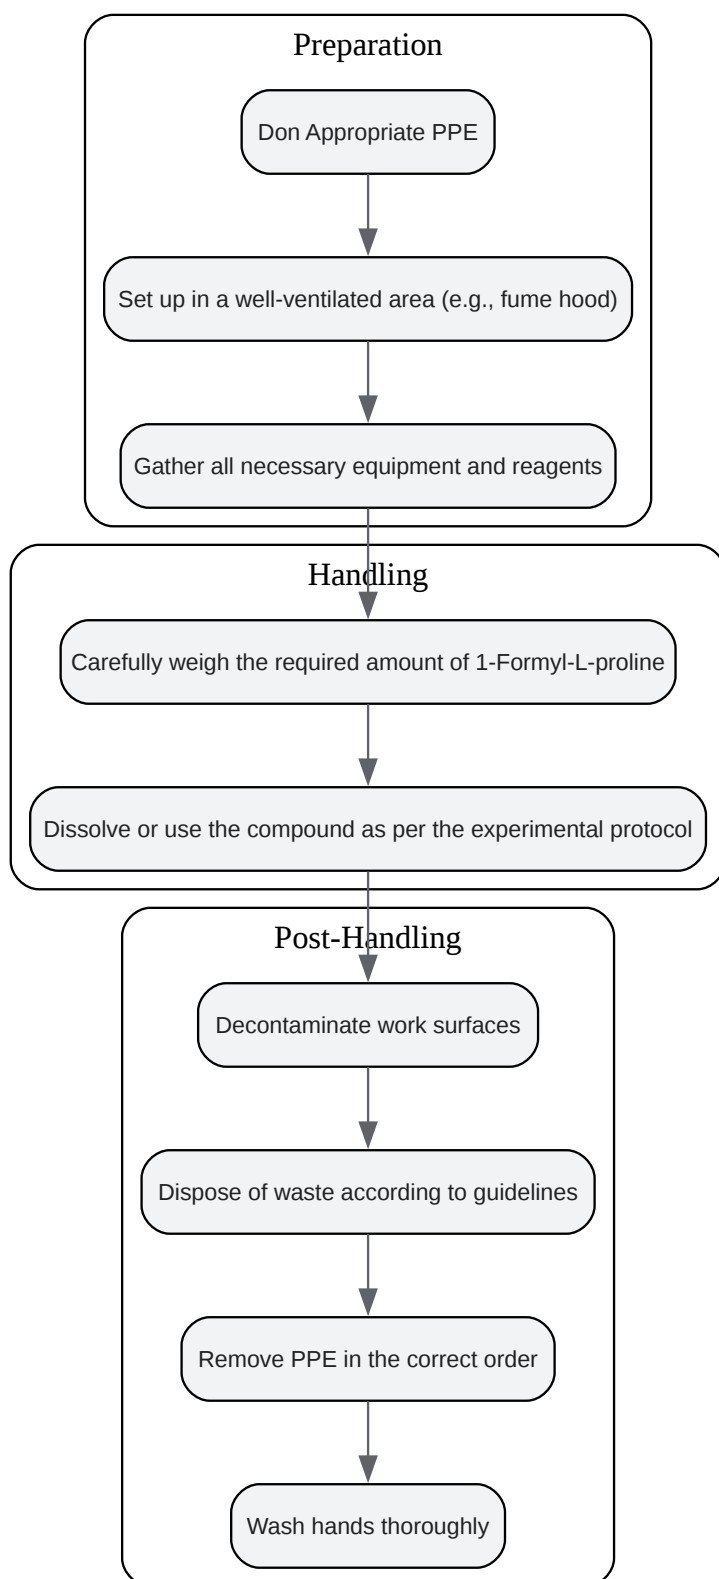 Preparation
Don Appropriate PPE
Set up in a well-ventilated area (e.g., fume hood)
Gather all necessary equipment and reagents
Handling
Carefully weigh the required amount of 1-Formyl-L-proline
Dissolve or use the compound as per the experimental protocol
Post-Handling
Decontaminate work surfaces
Dispose of waste according to guidelines
Remove PPE in the correct order
Wash hands thoroughly